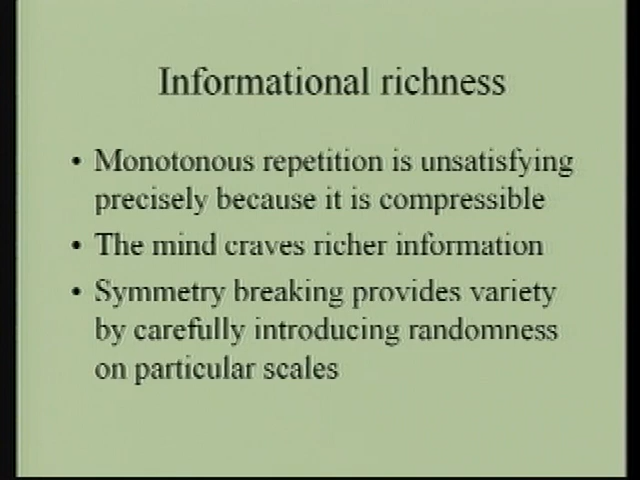 Informational richness
• Monotonous repetition is unsatisfying
precisely because it is compressible
• The mind craves richer information
• Symmetry breaking provides variety
by carefully introducing randomness
on particular scales